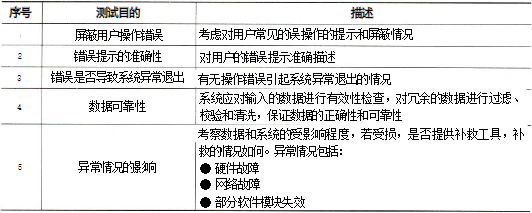 序号 测试目的 描述
1 屏蔽用户操作错误 考虑对用户常见的误操作的提示和屏蔽情况
2 错误提示的准确性 对用户的错误提示准确描述
3 错误是否导致系统异常退出 有无操作错误引起系统异常退出的情况
4 数据可靠性 系统应对输入的数据进行有效性检查，对冗余的数据进行过滤、
校验和清洗，保证数据的正确性和可靠性
5 异常情况的影响 考察数据和系统的受影响程度，若受损，是否提供补救工具，补
救的情况如何。异常情况包括：
● 硬件故障
● 网络故障
● 部分软件模块失效